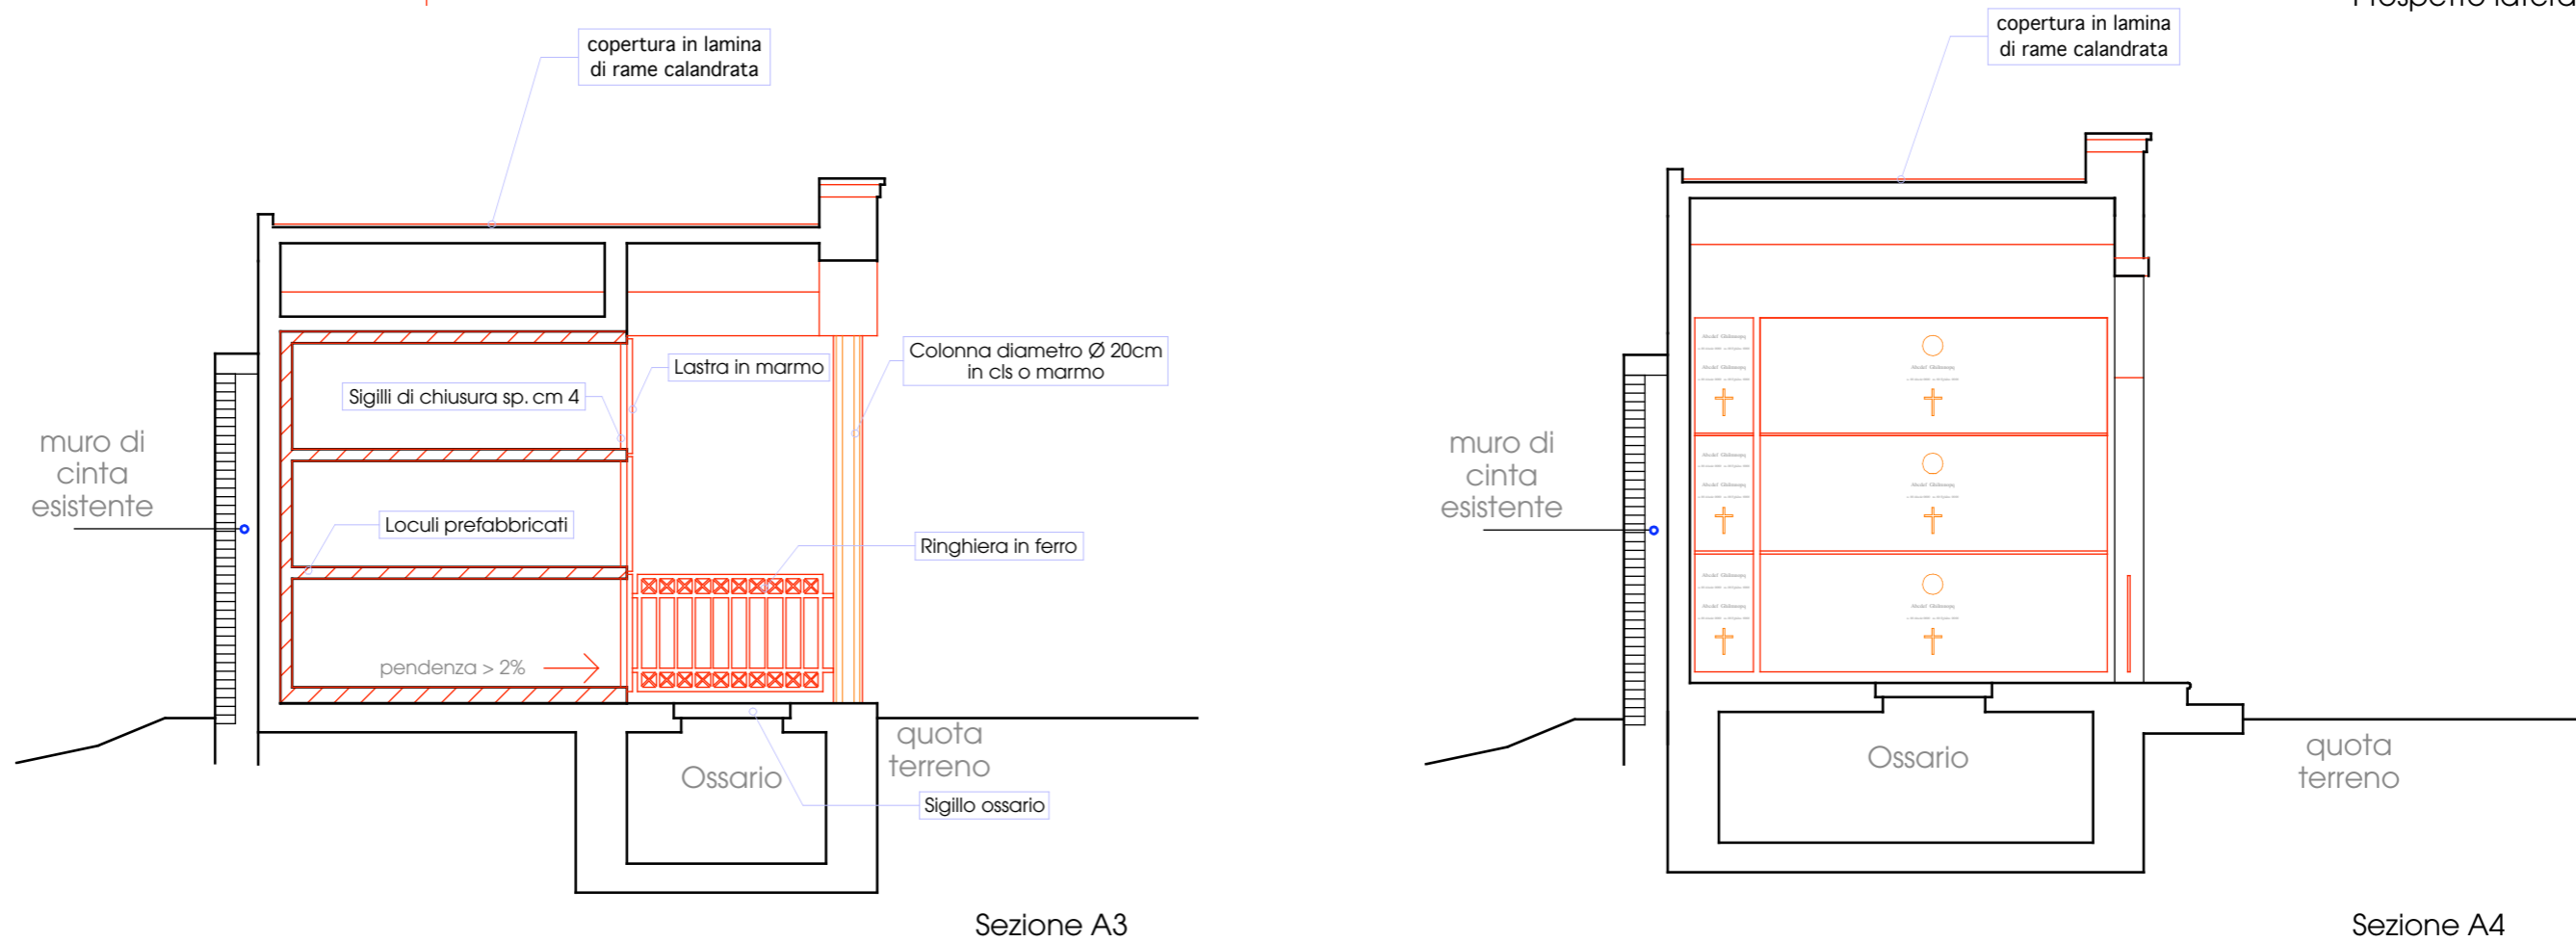 Prospetto latera
copertura in lamina
di rame calandrata
Lastra in marmo
Colonna diametro Ø 20cm
in cls o marmo
Sigilli di chiusura sp. cm 4
muro di
cinta
esistente
Loculi prefabbricati
Ringhiera in ferro
pendenza > 2%
quota
terreno
Ossario
Sigillo ossario
Sezione A3
copertura in lamina
di rame calandrata
muro di
cinta
esistente
Ossario
quota
terreno
Sezione A4